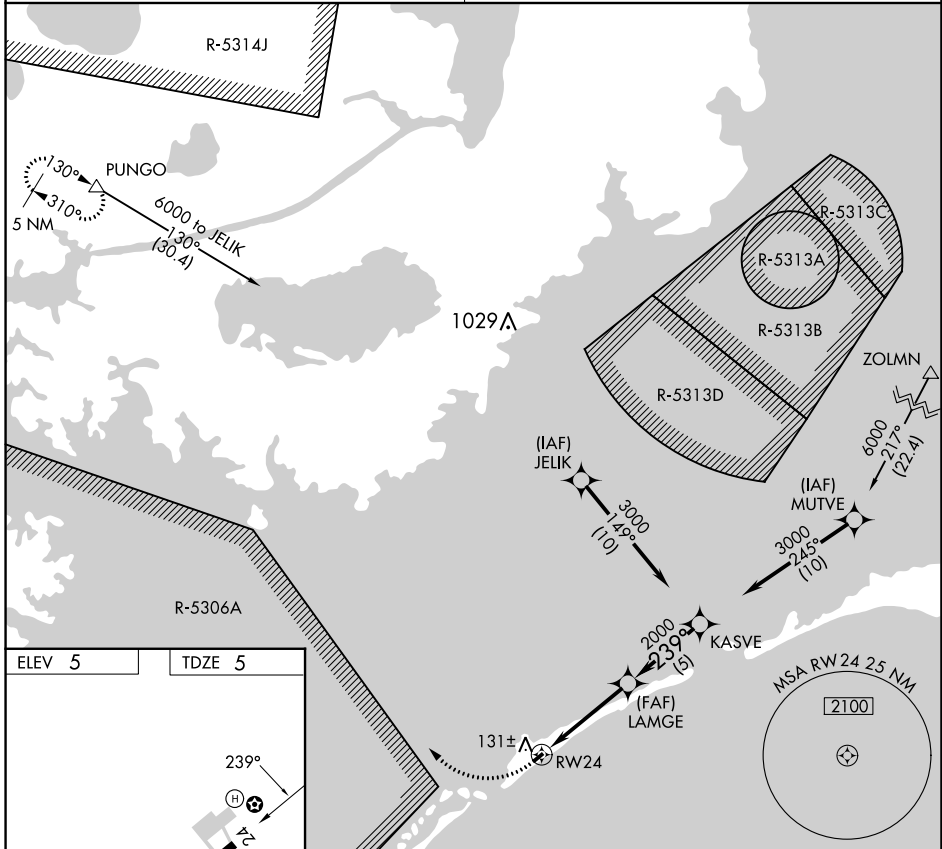 R-5314J
130°
310°
5 NM
PUNGO
6000 to JELIK
130°
(30.4)
1029
R-5313C
R-5313A
R-5313B
R-5313D
ZOLMN
6000
217°
(22.4)
(IAF)
JELIK
3000
149°
(10)
(IAF)
MUTVE
3000
245°
(10)
R-5306A
KASVE
2000
239°
(5)
(FAF)
LAMGE
131±
RW24
MSA RW24 25 NM
2100
ELEV 5
TDZE 5
239°
H
24